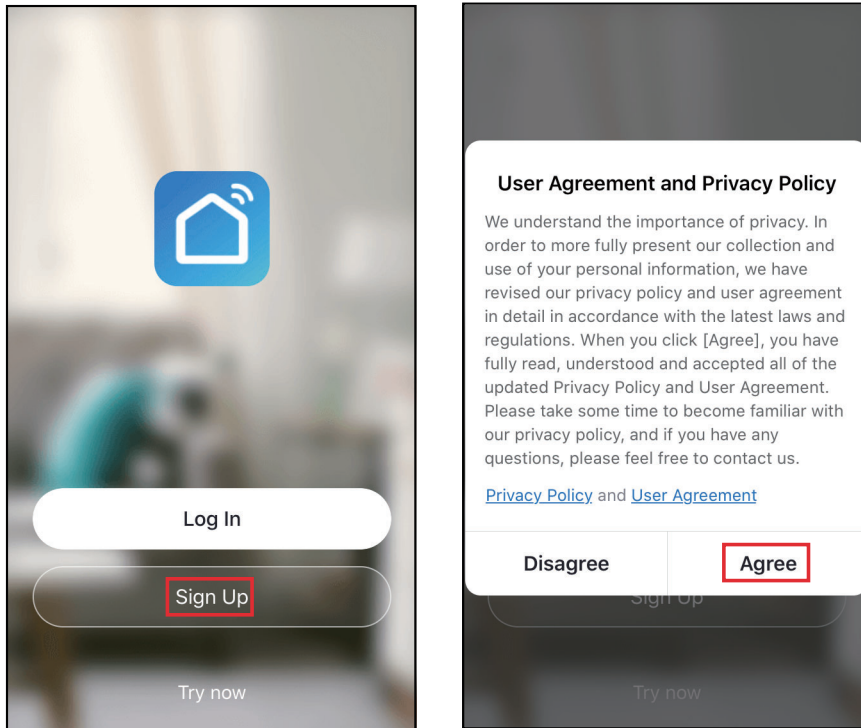 Log In
Sign Up
Try now
User Agreement and Privacy Policy
We understand the importance of privacy. In
order to more fully present our collection and
use of your personal information, we have
revised our privacy policy and user agreement
in detail in accordance with the latest laws and
regulations. When you click [Agree], you have
fully read, understood and accepted all of the
updated Privacy Policy and User Agreement.
Please take some time to become familiar with
our privacy policy, and if you have any
questions, please feel free to contact us.
Privacy Policy and User Agreement
Disagree
Agree
Sign Up
Try now